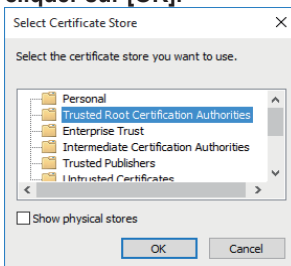 cliquer sur [OK].
Select Certificate Store
Select the certificate store you want to use.
Personal
Trusted Root Certification Authorities
Enterprise Trust
Intermediate Certification Authorities
Trusted Publishers
Untrusted Certificates
Show physical stores
OK Cancel